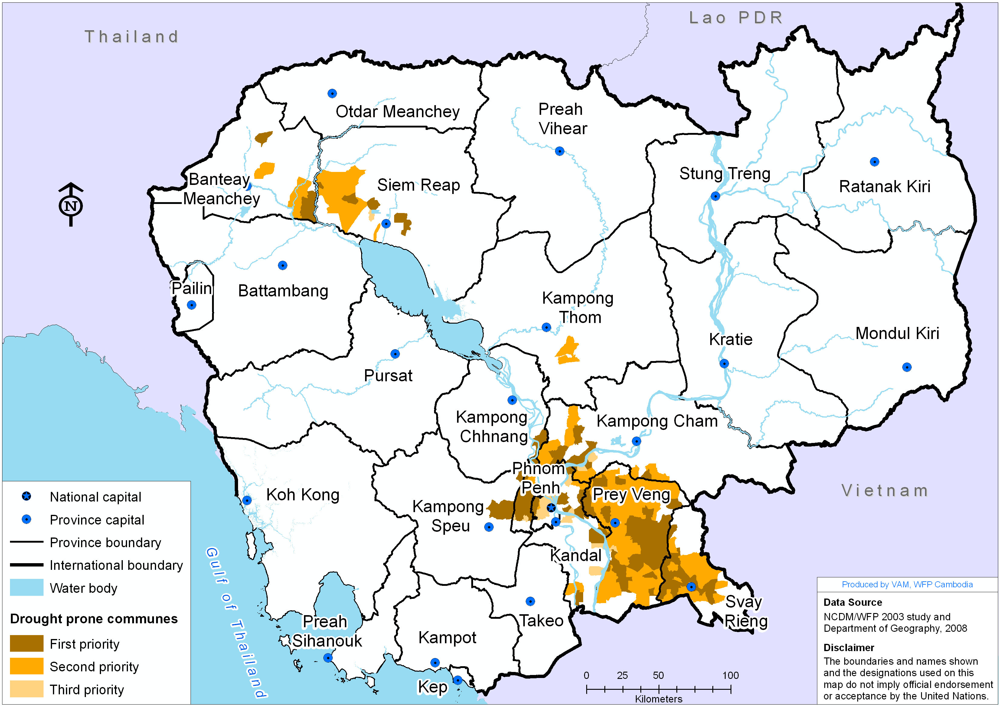 Thailand
Lao PDR
Otdar Meanchey
Preah
Vihear
Banteay
Meanchey
Siem Reap
Stung Treng
Ratanak Kiri
N
Pailin
Battambang
Kampong
Thom
Kratie
Mondul Kiri
Pursat
Kampong
Chhnang
Kampong Cham
Phnom
Penh
Prey Veng
Vietnam
Koh Kong
Kampong
Speu
Kandal
Gulf of Thailand
Svay
Rieng
Preah
Sihanouk
Kampot
Takeo
Kep
National capital
Province capital
Province boundary
International boundary
Water body
Drought prone communes
First priority
Second priority
Third priority
0 25 50 100
Kilometers
Produced by VAM, WFP Cambodia
Data Source
NCDM/WFP 2003 study and
Department of Geography, 2008
Disclaimer
The boundaries and names shown
and the designations used on this
map do not imply official endorsement
or acceptance by the United Nations.